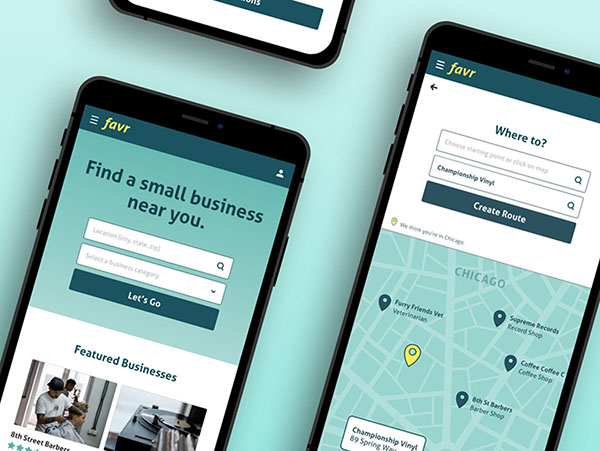 favr
Find a small business
near you.
Location (city, state, zip)
Select a business category
Let's Go
Featured Businesses
8th Street Barbers
favr
Where to?
Choose starting point or click on map
Championship Vinyl
Create Route
We think you're in Chicago.
CHICAGO
Furry Friends Vet
Veterinarian
Supreme Records
Record Shop
Coffee Coffee C
Coffee Shop
8th St Barbers
Barber Shop
Championship Vinyl
89 Spring Wa